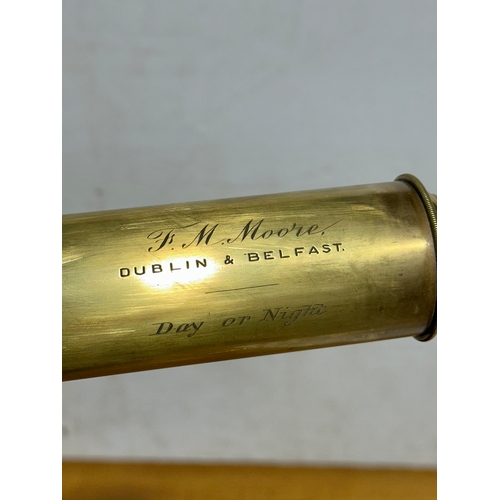 F. M. Moore.
DUBLIN & BELFAST.
Day or Night